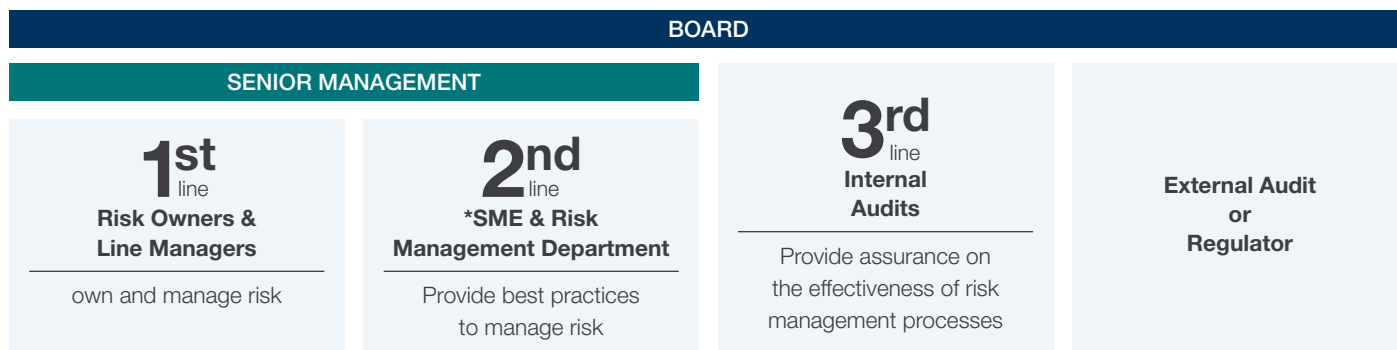 BOARD
SENIOR MANAGEMENT
1st
line
Risk Owners &
Line Managers
own and manage risk
2nd
line
*SME & Risk
Management Department
Provide best practices
to manage risk
3rd
line
Internal
Audits
Provide assurance on
the effectiveness of risk
management processes
External Audit
or
Regulator